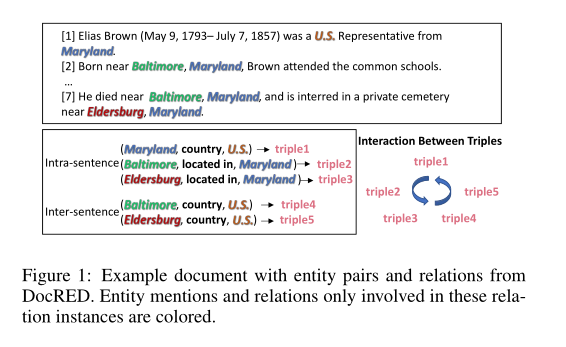 [1] Elias Brown (May 9, 1793– July 7, 1857) was a U.S. Representative from
Maryland.
[2] Born near Baltimore, Maryland, Brown attended the common schools.
...
[7] He died near Baltimore, Maryland, and is interred in a private cemetery
near Eldersburg, Maryland.
Intra-sentence
(Maryland, country, U.S.) → triple1
(Baltimore, located in, Maryland) → triple2
(Eldersburg, located in, Maryland) → triple3
Inter-sentence
(Baltimore, country, U.S.) → triple4
(Eldersburg, country, U.S.) → triple5
Interaction Between Triples
triple1
triple2 triple5
triple3 triple4
Figure 1: Example document with entity pairs and relations from
DocRED. Entity mentions and relations only involved in these rela-
tion instances are colored.